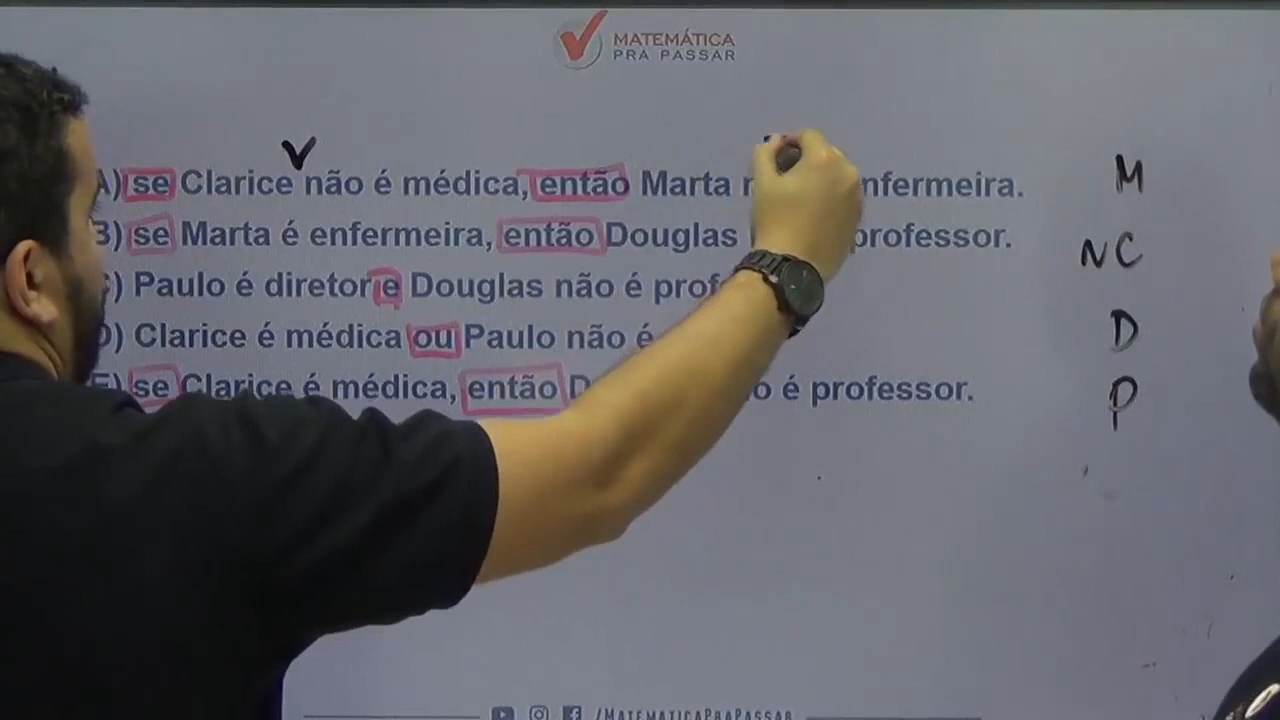 MATEMÁTICA
PRA PASSAR
V
A) se Clarice não é médica, então Marta nfermeira.
M
B) se Marta é enfermeira, então Douglas professor.
NC
) Paulo é diretor e Douglas não é prof
D) Clarice é médica ou Paulo não é
D
E) se Clarice é médica, então D o é professor.
P
/MATEMATICAPRAPASSAR